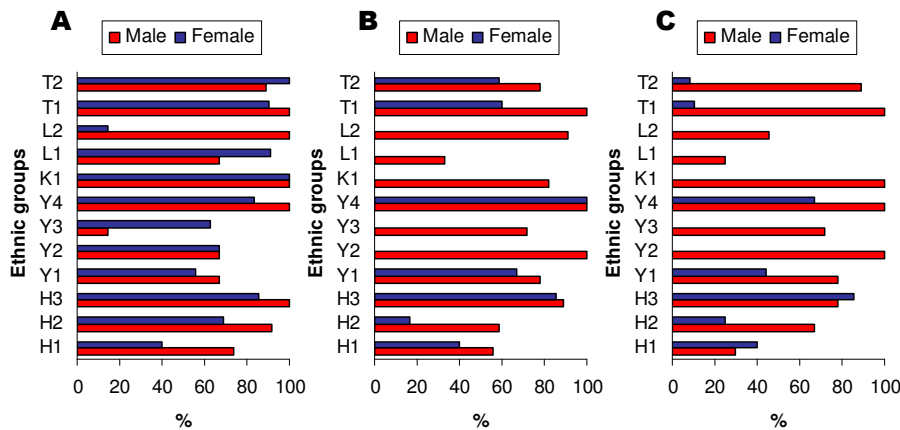 A
Male Female
Ethnic groups
T2
T1
L2
L1
K1
Y4
Y3
Y2
Y1
H3
H2
H1
0 20 40 60 80 100
%
B
Male Female
Ethnic groups
T2
T1
L2
L1
K1
Y4
Y3
Y2
Y1
H3
H2
H1
0 20 40 60 80 100
%
C
Male Female
Ethnic groups
T2
T1
L2
L1
K1
Y4
Y3
Y2
Y1
H3
H2
H1
0 20 40 60 80 100
%